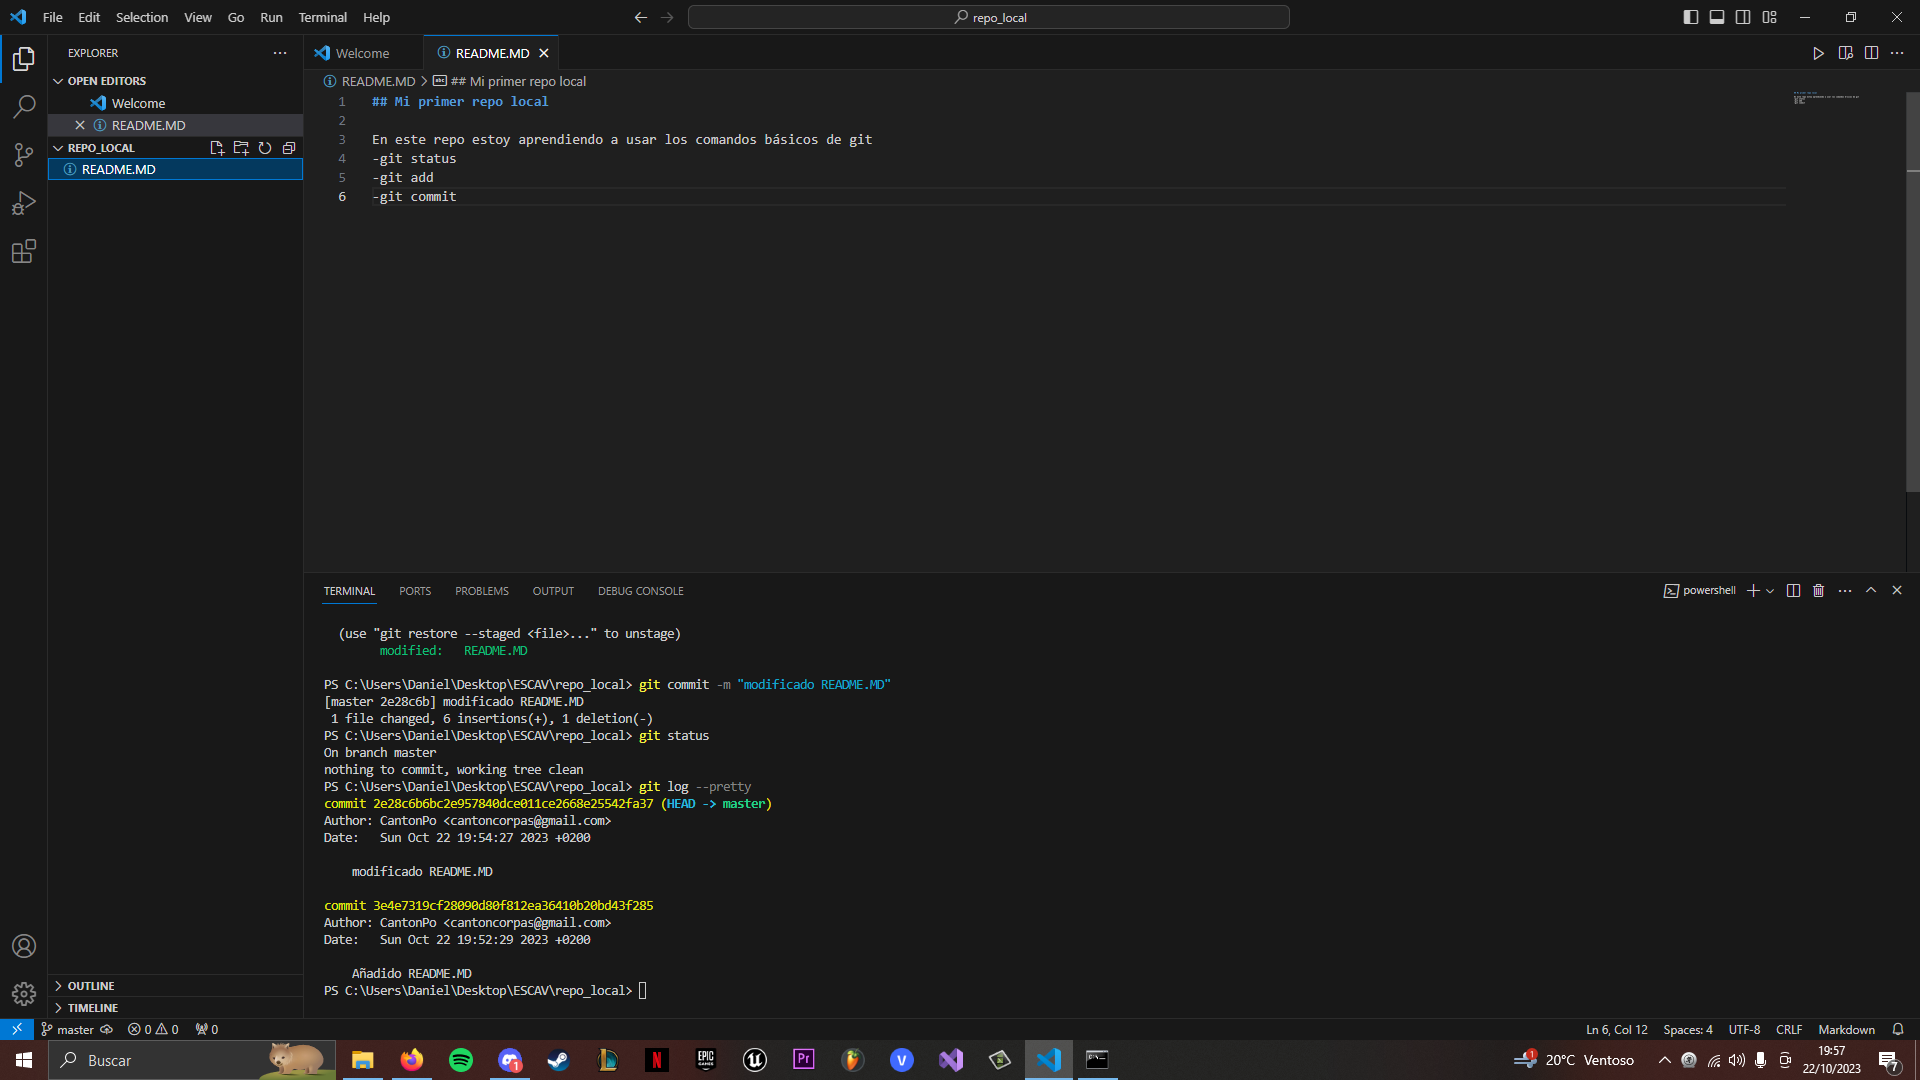 File Edit Selection View Go Run Terminal Help
repo_local
EXPLORER
Welcome
README.MD
OPEN EDITORS
Welcome
README.MD
REPO_LOCAL
README.MD
README.MD > ## Mi primer repo local
1 ## Mi primer repo local
2
3 En este repo estoy aprendiendo a usar los comandos básicos de git
4 -git status
5 -git add
6 -git commit
TERMINAL PORTS PROBLEMS OUTPUT DEBUG CONSOLE
powershell
(use "git restore --staged <file>..." to unstage)
modified: README.MD
PS C:\Users\Daniel\Desktop\ESCAV\repo_local> git commit -m "modificado README.MD"
[master 2e28c6b] modificado README.MD
1 file changed, 6 insertions(+), 1 deletion(-)
PS C:\Users\Daniel\Desktop\ESCAV\repo_local> git status
On branch master
nothing to commit, working tree clean
PS C:\Users\Daniel\Desktop\ESCAV\repo_local> git log --pretty
commit 2e28c6b6bc2e957840dce011ce2668e25542fa37 (HEAD -> master)
Author: CantonPo <cantoncorpas@gmail.com>
Date: Sun Oct 22 19:54:27 2023 +0200
modificado README.MD
commit 3e4e7319cf28090d80f812ea36410b20bd43f285
Author: CantonPo <cantoncorpas@gmail.com>
Date: Sun Oct 22 19:52:29 2023 +0200
Añadido README.MD
PS C:\Users\Daniel\Desktop\ESCAV\repo_local>
OUTLINE
TIMELINE
master 0 0 0
Ln 6, Col 12 Spaces: 4 UTF-8 CRLF Markdown
Buscar
1
N
EPIC GAMES
Pr
V
1
20°C Ventoso
19:57
22/10/2023
7